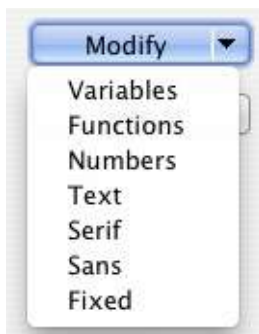 Modify
Variables
Functions
Numbers
Text
Serif
Sans
Fixed